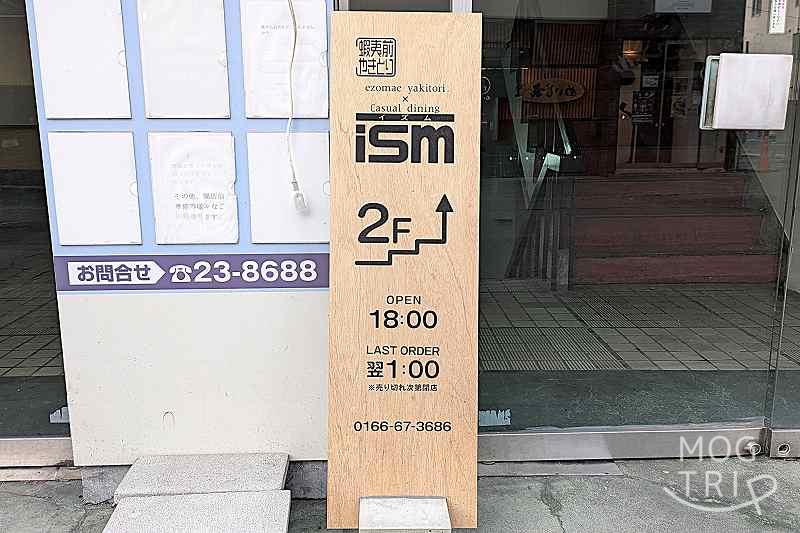 蝦夷前
やきとり
ezomae yakitori
×
Casual dining
イズム
ism
2F
OPEN
18:00
LAST ORDER
翌1:00
※売り切れ次第閉店
0166-67-3686
お問合せ
☎23-8688
MOG
TRIP